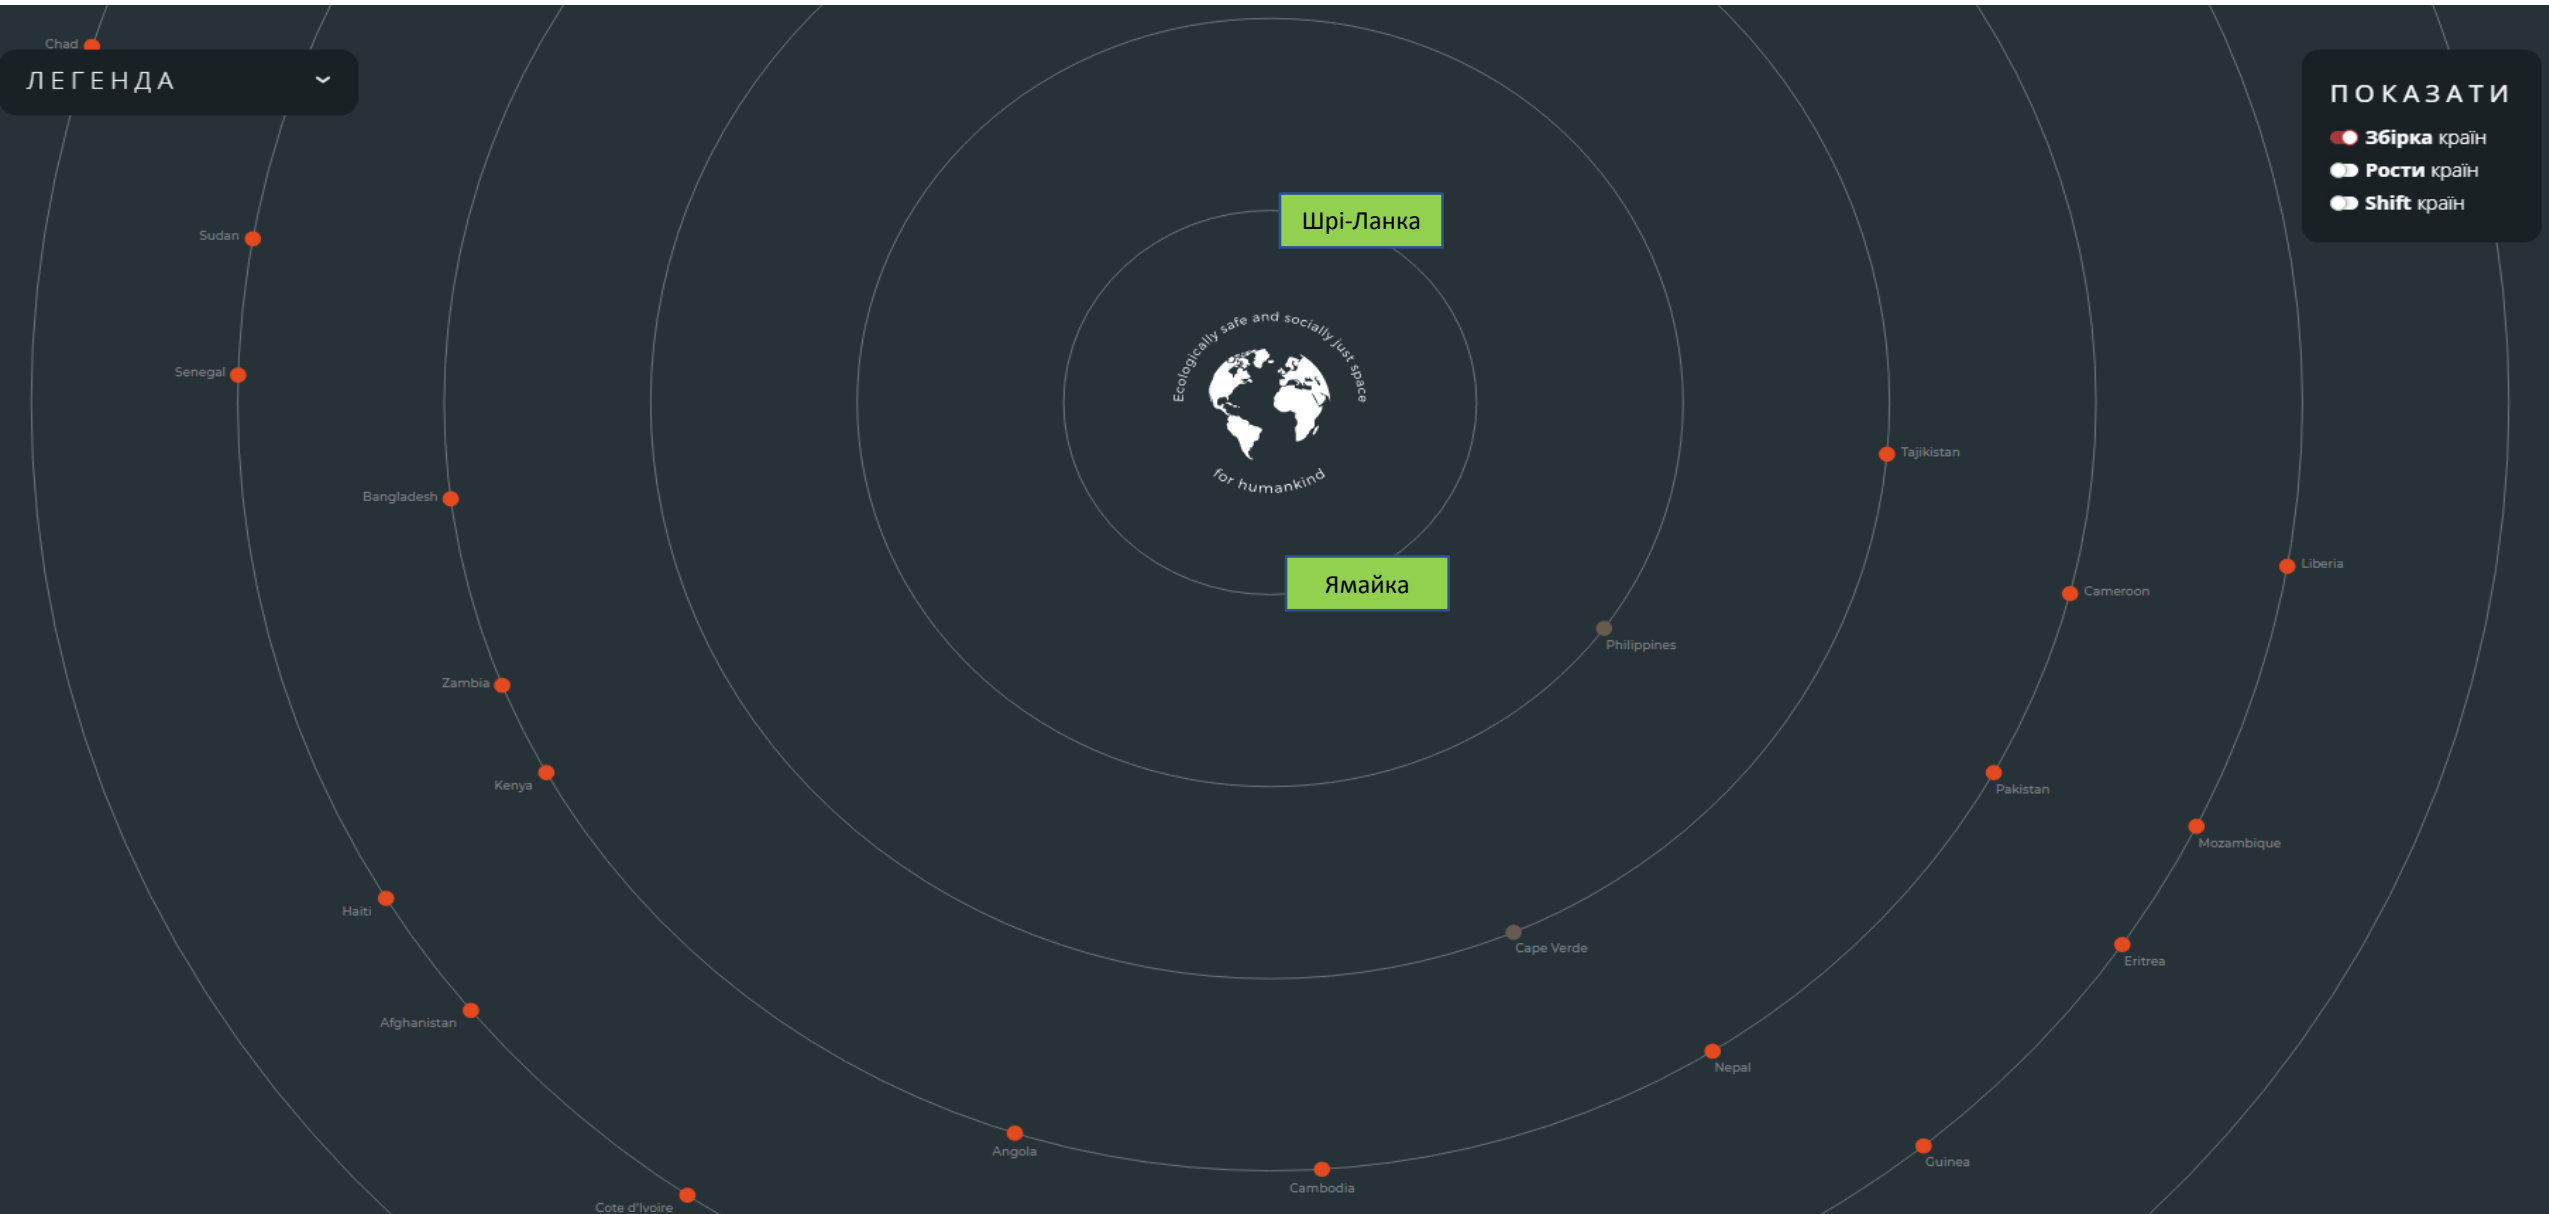 Chad
ЛЕГЕНДА
ПОКАЗАТИ
Збірка країн
Рости країн
Shift країн
Шрі-Ланка
Sudan
Ecologically safe and socially just space
for humankind
Senegal
Tajikistan
Bangladesh
Liberia
Ямайка
Cameroon
Philippines
Zambia
Kenya
Pakistan
Mozambique
Haiti
Cape Verde
Eritrea
Afghanistan
Nepal
Angola
Guinea
Cambodia
Cote d'Ivoire